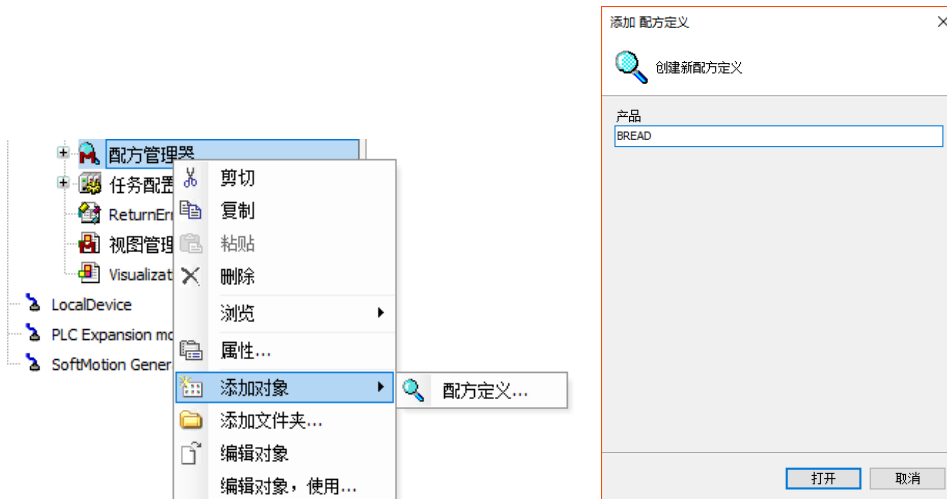 配方管理器
任务配置
ReturnErr
视图管理
Visualizat
LocalDevice
PLC Expansion mo
SoftMotion Gener
剪切
复制
粘贴
删除
浏览
属性...
添加对象
配方定义...
添加文件夹...
编辑对象
编辑对象，使用...
添加 配方定义
创建新配方定义
产品
BREAD
打开
取消